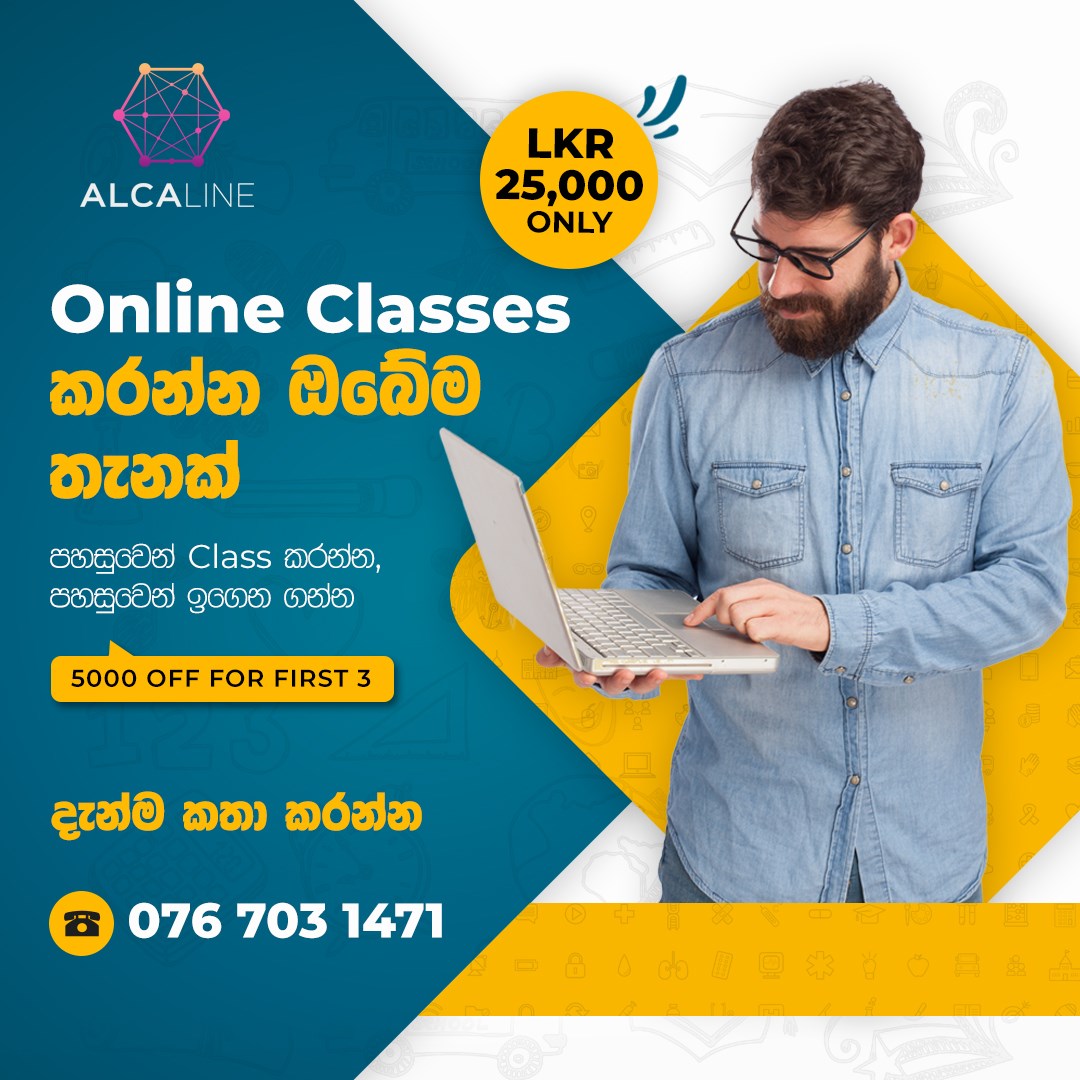 ALCALINE
LKR
25,000
ONLY
Online Classes
කරන්න ඔබේම
තැනක්
පහසුවෙන් Class කරන්න,
පහසුවෙන් ඉගෙන ගන්න
5000 OFF FOR FIRST 3
දැන්ම කතා කරන්න
076 703 1471